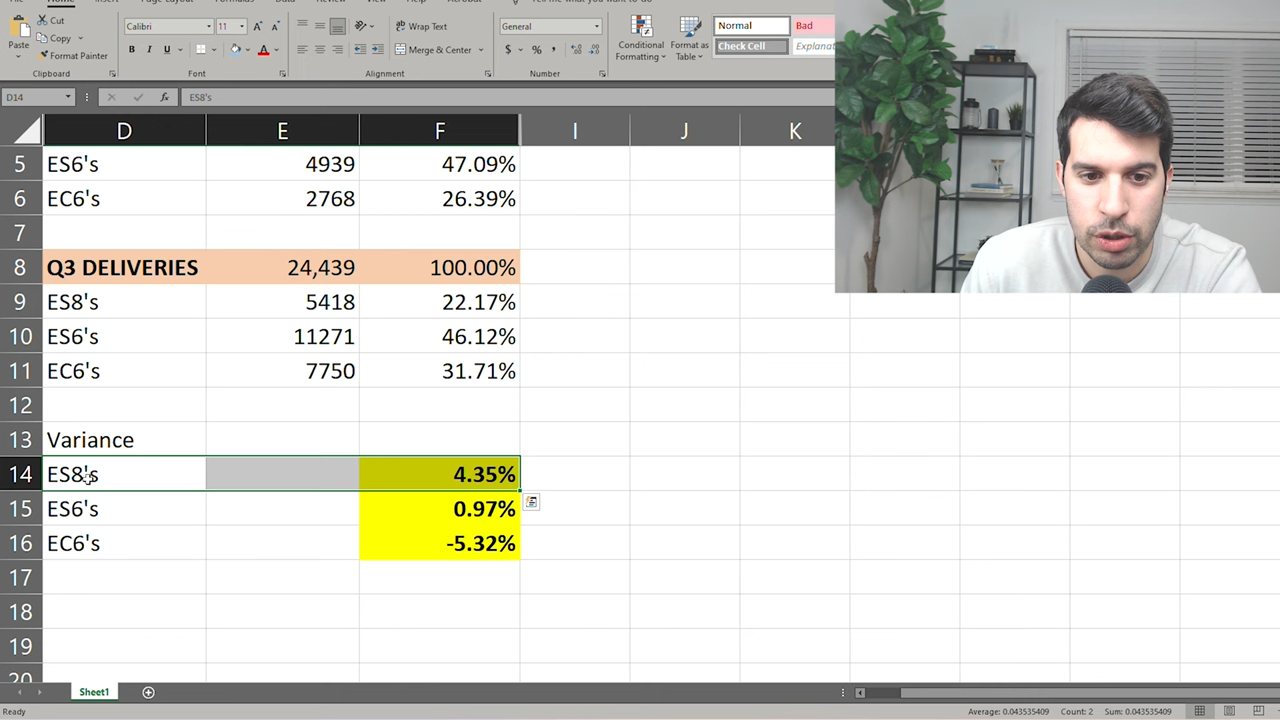 Cut
Copy
Format Painter
Paste
Clipboard
Calibri
11
B I U
Font
Wrap Text
Merge & Center
Alignment
General
$ % 9
Number
Conditional
Formatting
Format as
Table
Normal
Bad
Check Cell
Explanat
D14
fx
ES8's
D E F I J K
5 ES6's 4939 47.09%
6 EC6's 2768 26.39%
7
8 Q3 DELIVERIES 24,439 100.00%
9 ES8's 5418 22.17%
10 ES6's 11271 46.12%
11 EC6's 7750 31.71%
12
13 Variance
14 ES8's 4.35%
15 ES6's 0.97%
16 EC6's -5.32%
17
18
19
20
Sheet1
Ready
Average: 0.043535409 Count: 2 Sum: 0.043535409